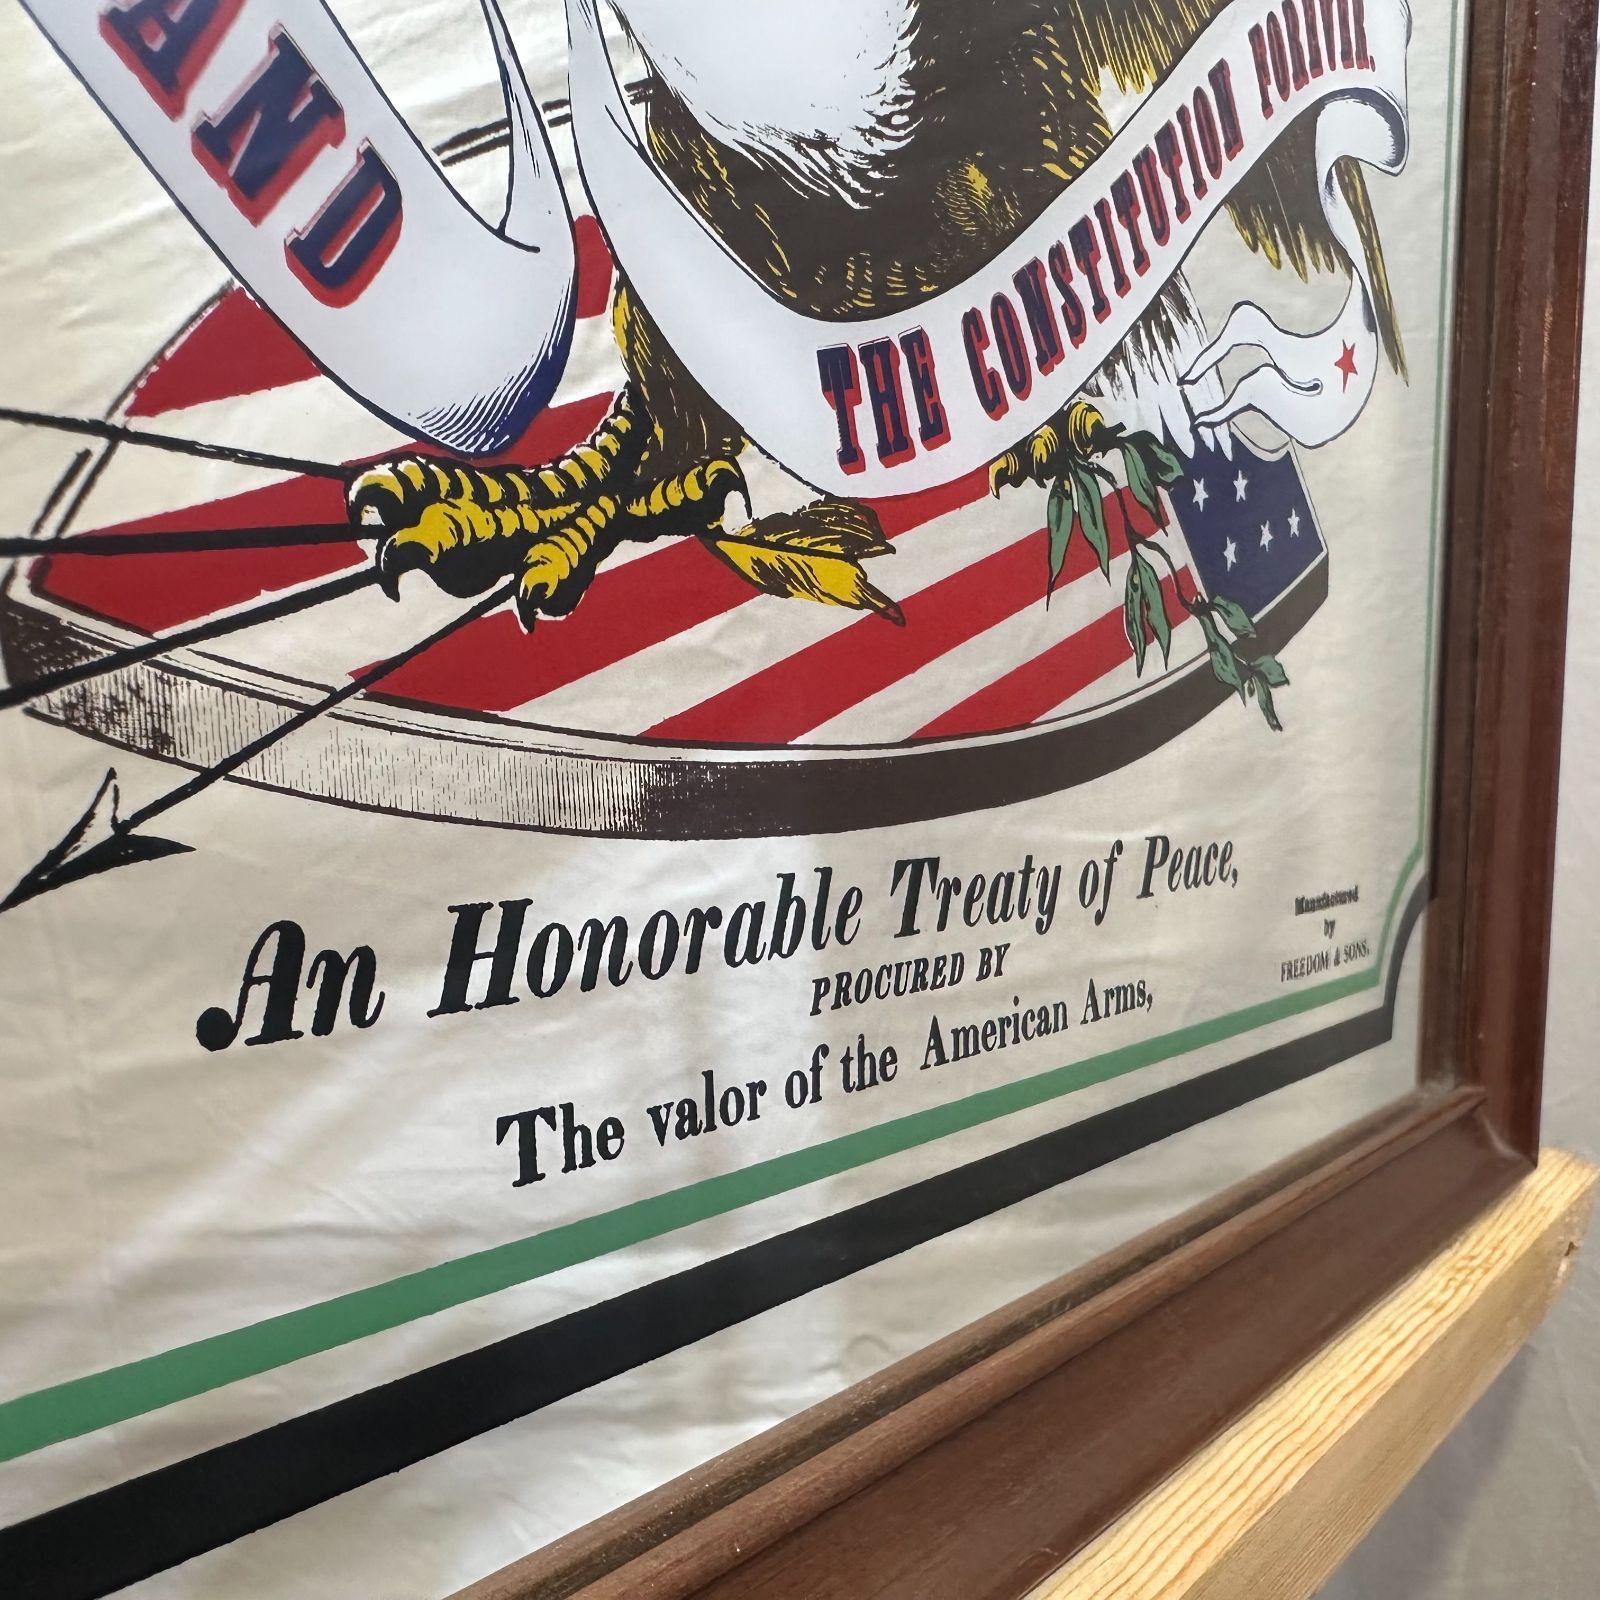 AND
THE CONSTITUTION FOREVER.
An Honorable Treaty of Peace,
PROCURED BY
The valor of the American Arms,
Manufactured
by
FREEDOM & SONS.